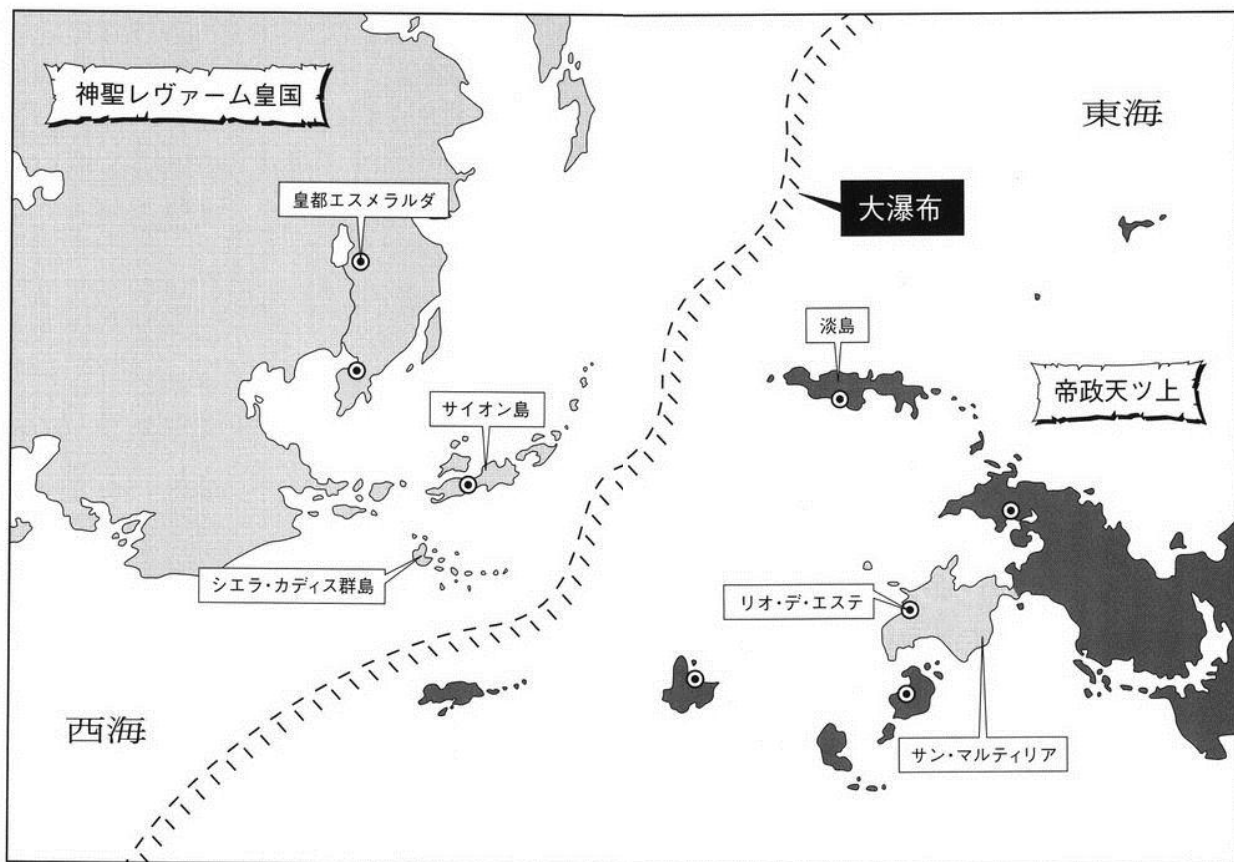 神聖レヴァーム皇国
東海
皇都エスメラルダ
大瀑布
淡島
帝政天ツ上
サイオン島
シエラ・カディス群島
リオ・デ・エステ
西海
サン・マルティリア